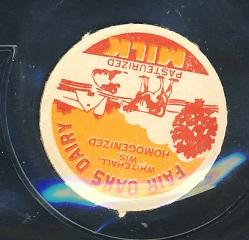 PASTEURIZED
MILK
FAIR OAKS DAIRY
WHITEHALL,
WIS.
HOMOGENIZED